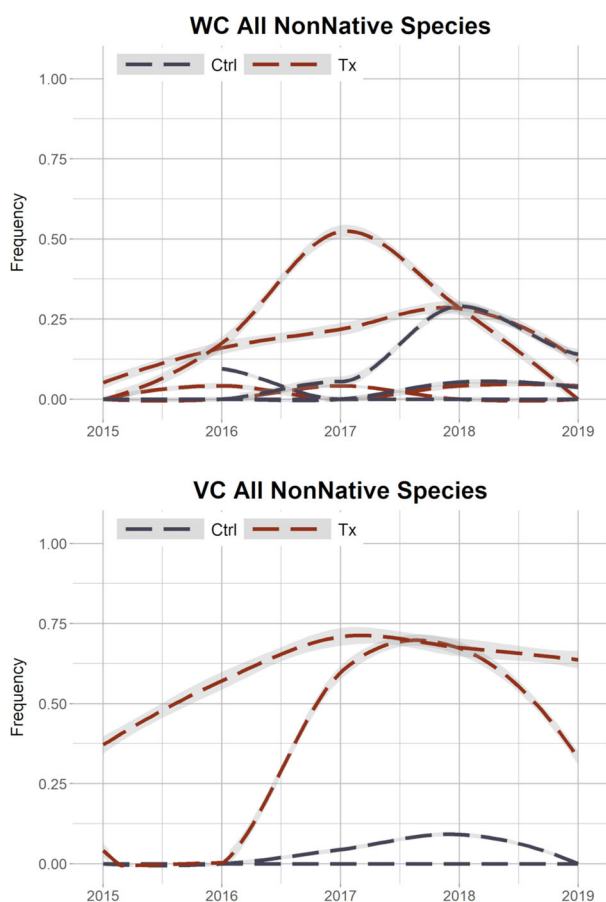 WC All NonNative Species
Ctrl Tx
1.00
0.75
0.50
0.25
0.00
Frequency
2015 2016 2017 2018 2019
VC All NonNative Species
Ctrl Tx
1.00
0.75
0.50
0.25
0.00
Frequency
2015 2016 2017 2018 2019